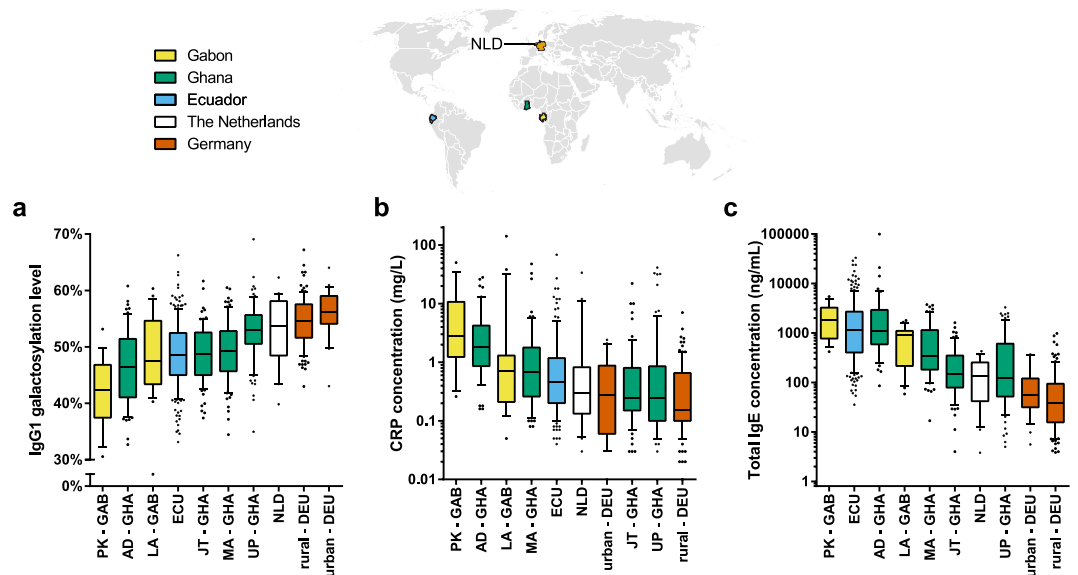 NLD
Gabon
Ghana
Ecuador
The Netherlands
Germany
a
IgG1 galactosylation level
70%
60%
50%
40%
30%
0%
PK - GAB
AD - GHA
LA - GAB
ECU
JT - GHA
MA - GHA
UP - GHA
NLD
rural - DEU
urban - DEU
b
CRP concentration (mg/L)
100
10
1
0.1
0.01
PK - GAB
AD - GHA
LA - GAB
MA - GHA
ECU
NLD
urban - DEU
JT - GHA
UP - GHA
rural - DEU
c
Total IgE concentration (ng/mL)
100000
10000
1000
100
10
1
PK - GAB
ECU
AD - GHA
LA - GAB
MA - GHA
JT - GHA
NLD
UP - GHA
urban - DEU
rural - DEU